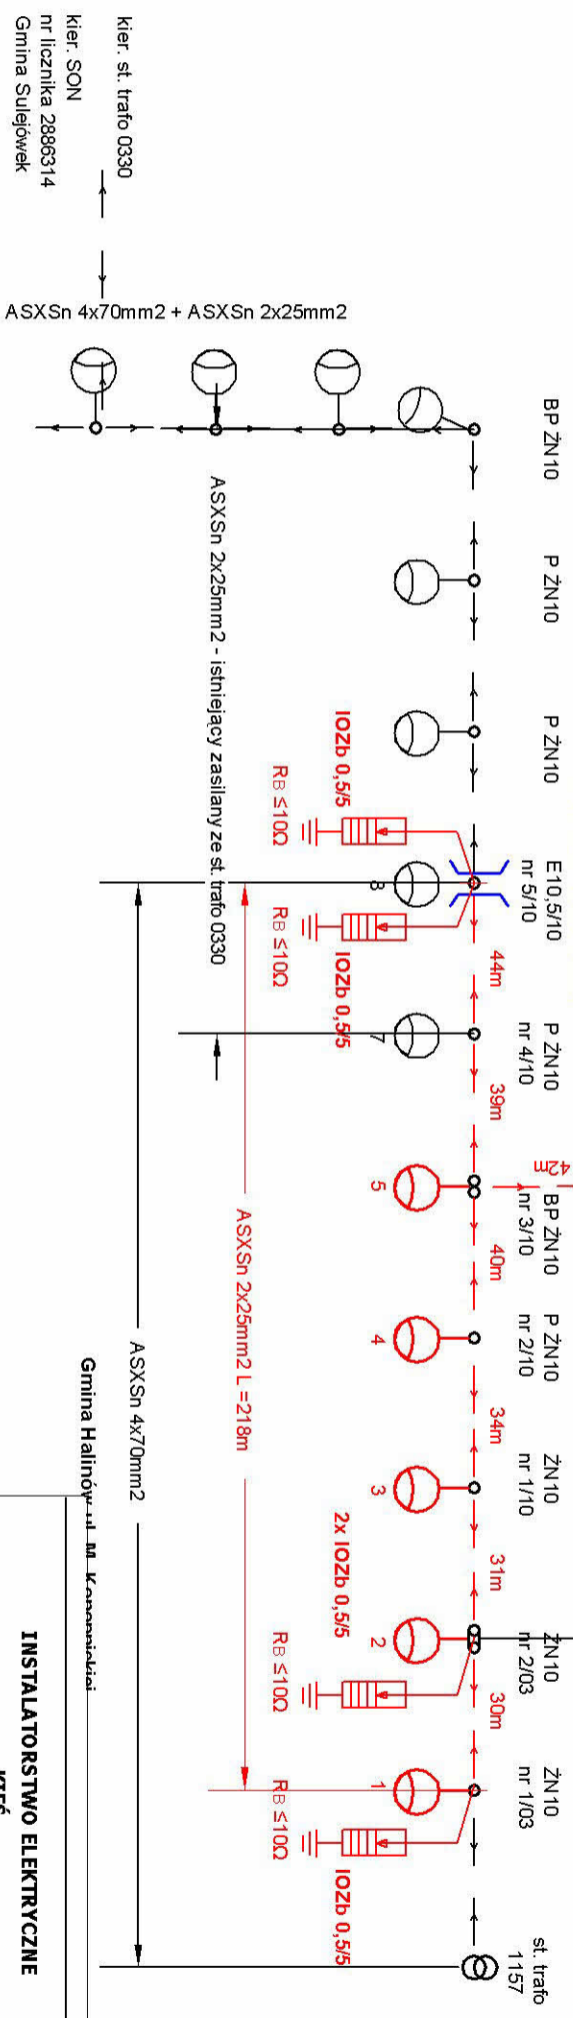 kier. st. trafo 0330
kier. SON
nr licznika 2886314
Gmina Sulejówek
ASXSn 4x70mm2 + ASXSn 2x25mm2
BP ŻN10
P ŻN10
P ŻN10
E10,5/10
nr 5/10
P ŻN10
nr 4/10
BP ŻN10
nr 3/10
P ŻN10
nr 2/10
ŻN10
nr 1/10
ŻN10
nr 2/03
ŻN10
nr 1/03
st. trafo
1157
44m
39m
42m
40m
34m
31m
30m
IOZb 0,5/5
RB ≤10Ω
IOZb 0,5/5
RB ≤10Ω
2x IOZb 0,5/5
RB ≤10Ω
IOZb 0,5/5
RB ≤10Ω
8
7
5
4
3
2
1
ASXSn 2x25mm2 - istniejący zasilany ze st. trafo 0330
ASXSn 2x25mm2 L =218m
ASXSn 4x70mm2
Gmina Halinów ul. M. Konopnickiej
INSTALATORSTWO ELEKTRYCZNE